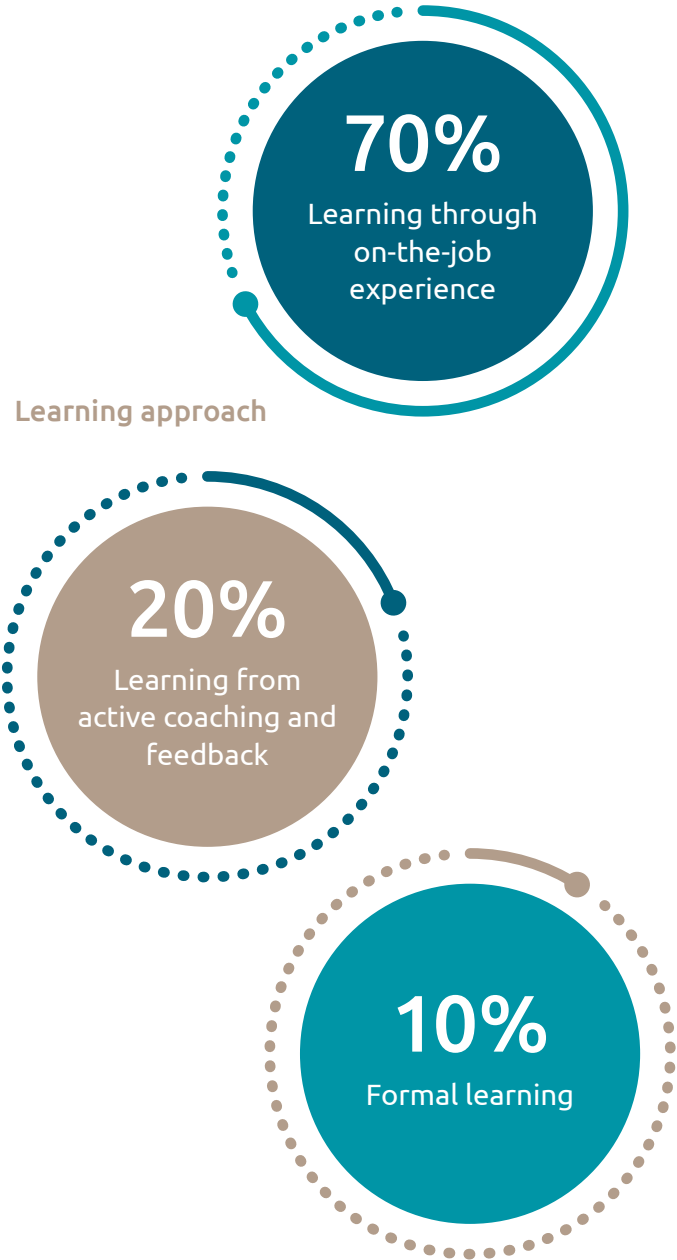 70%
Learning through
on-the-job
experience
Learning approach
20%
Learning from
active coaching and
feedback
10%
Formal learning